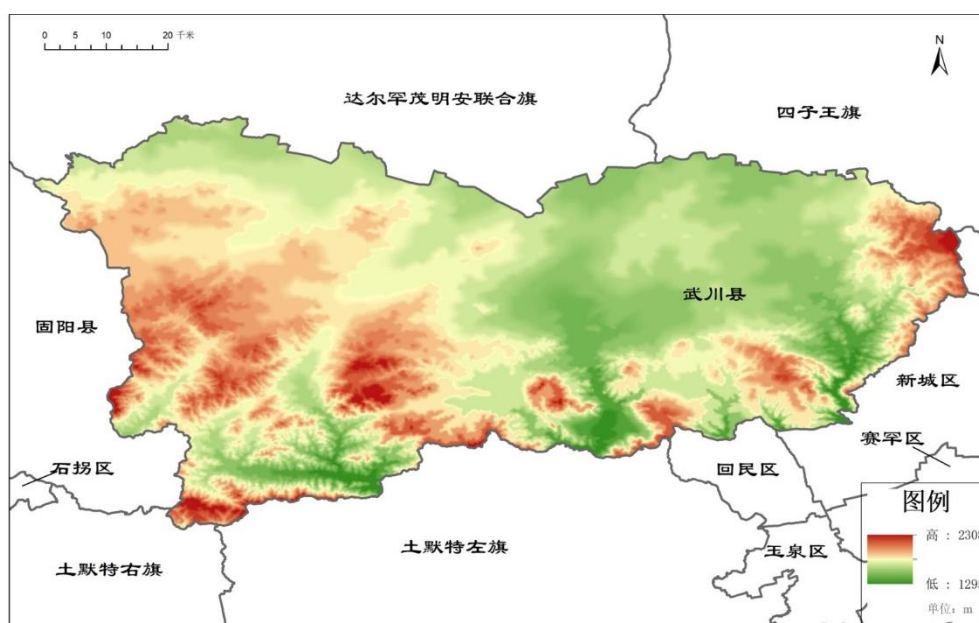 0 5 10 20 千米
N
达尔罕茂明安联合旗
四子王旗
武川县
固阳县
新城区
赛罕区
石拐区
回民区
图例
高 : 230
土默特左旗
玉泉区
土默特右旗
低 : 129
单位: m